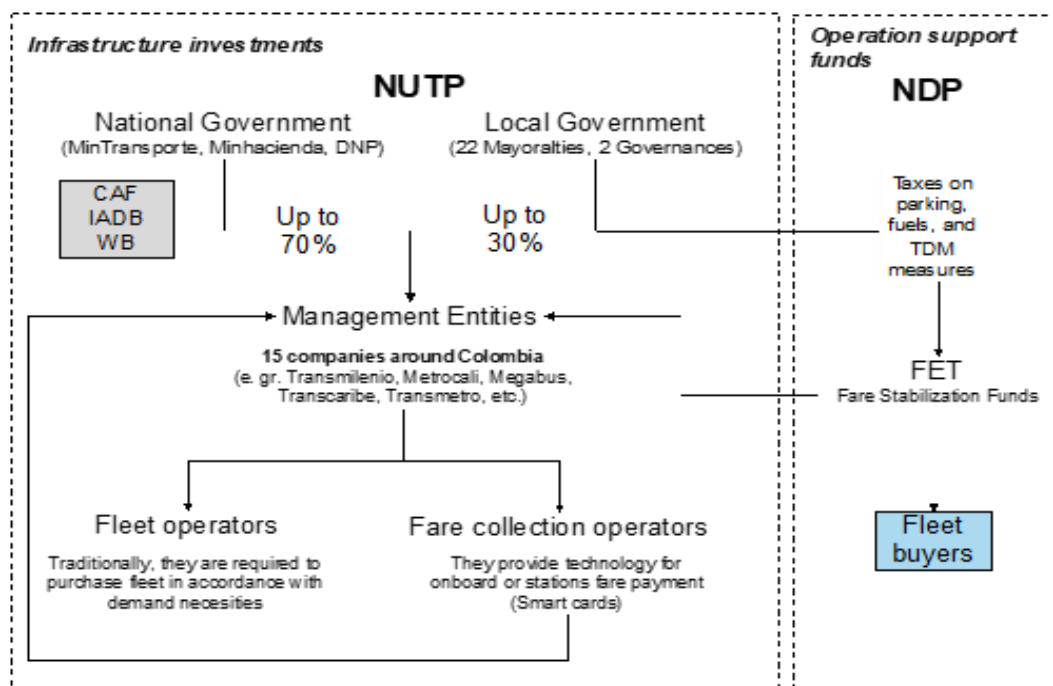 Infrastructure investments
NUTP
National Government
(MinTransporte, Minhacienda, DNP)
Local Government
(22 Mayoralties, 2 Governances)
CAF
IADB
WB
Up to
70%
Up to
30%
Management Entities
15 companies around Colombia
(e. gr. Transmilenio, Metrocali, Megabus,
Transcaribe, Transmetro, etc.)
Fleet operators
Traditionally, they are required to
purchase fleet in accordance with
demand necesities
Fare collection operators
They provide technology for
onboard or stations fare payment
(Smart cards)
Operation support
funds
NDP
Taxes on
parking,
fuels, and
TDM
measures
FET
Fare Stabilization Funds
Fleet
buyers